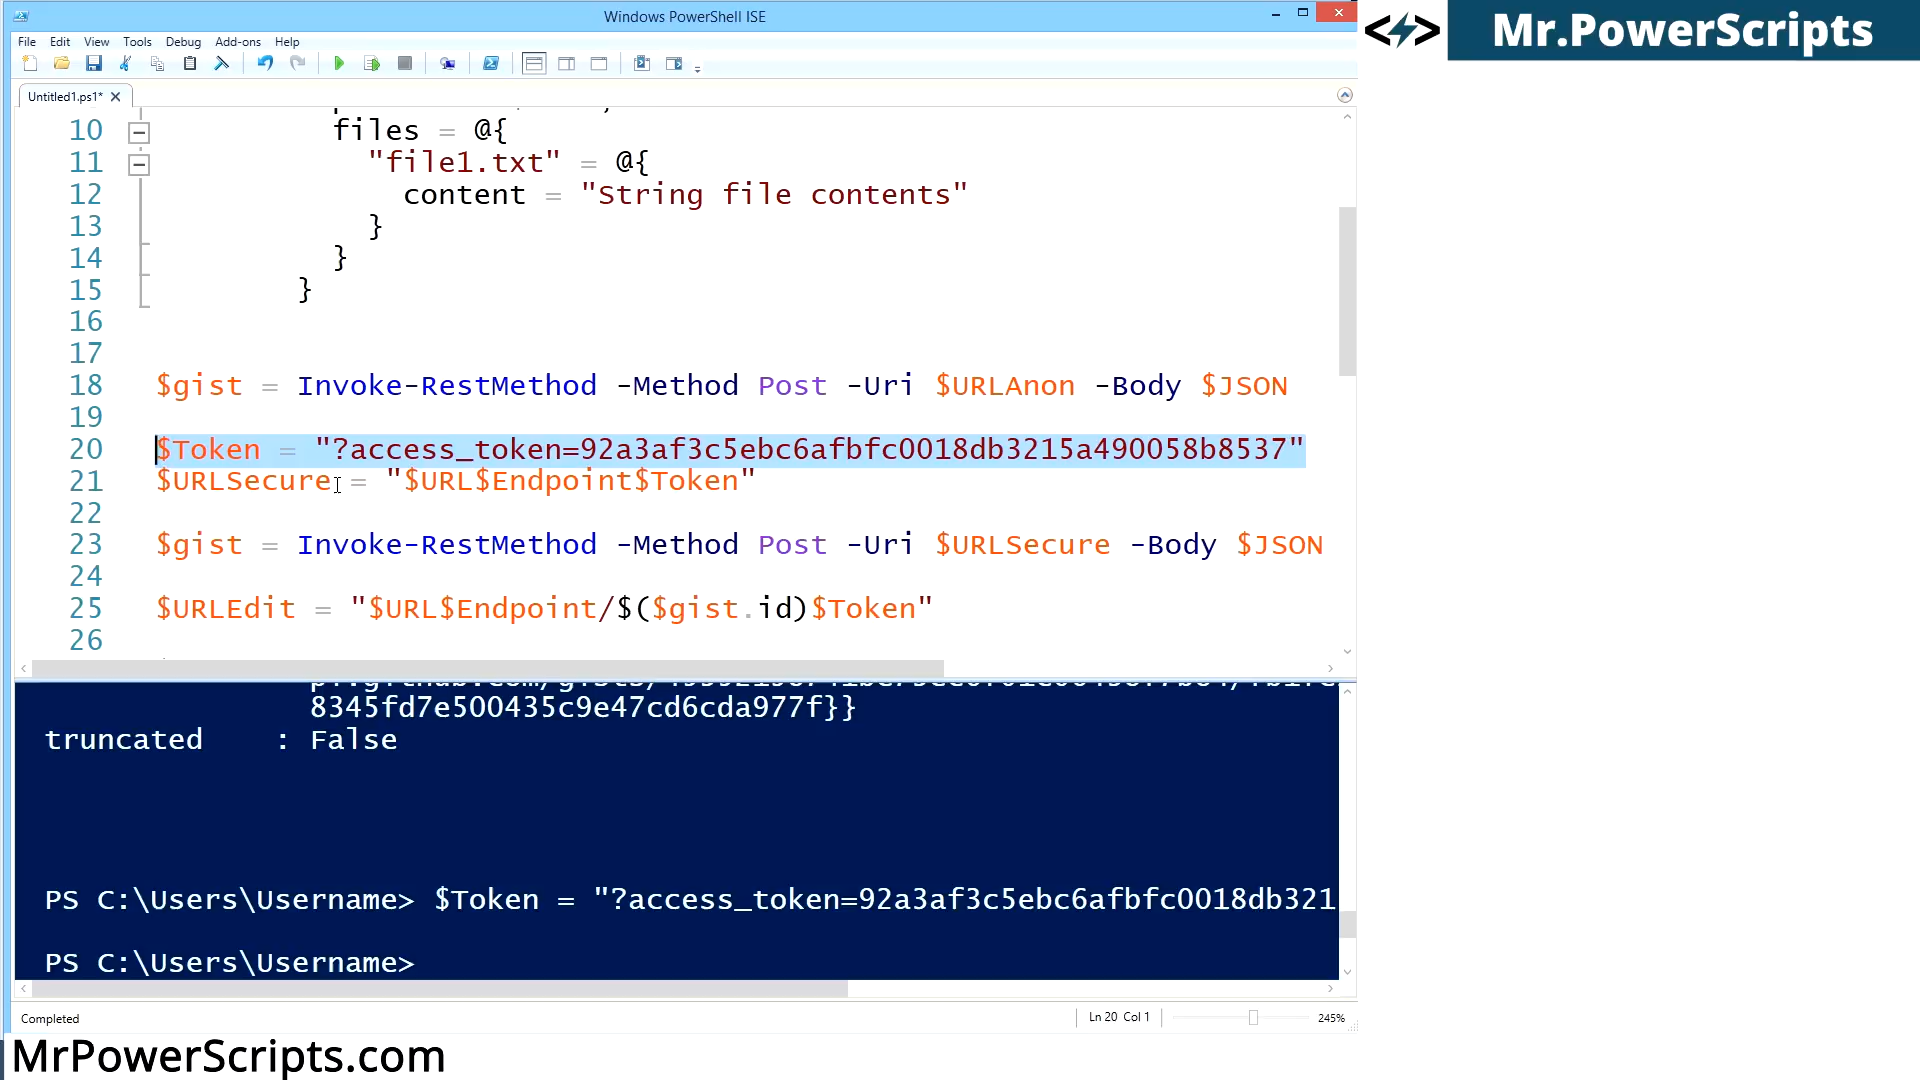 Windows PowerShell ISE
Mr.PowerScripts
File Edit View Tools Debug Add-ons Help
Untitled1.ps1*
10 files = @{
11 "file1.txt" = @{
12 content = "String file contents"
13 }
14 }
15 }
16
17
18 $gist = Invoke-RestMethod -Method Post -Uri $URLAnon -Body $JSON
19
20 $Token = "?access_token=92a3af3c5ebc6afbfc0018db3215a490058b8537"
21 $URLSecure = "$URL$Endpoint$Token"
22
23 $gist = Invoke-RestMethod -Method Post -Uri $URLSecure -Body $JSON
24
25 $URLEdit = "$URL$Endpoint/$($gist.id)$Token"
26
8345fd7e500435c9e47cd6cda977f}}
truncated : False
PS C:\Users\Username> $Token = "?access_token=92a3af3c5ebc6afbfc0018db321
PS C:\Users\Username>
Completed
Ln 20 Col 1
245%
MrPowerScripts.com